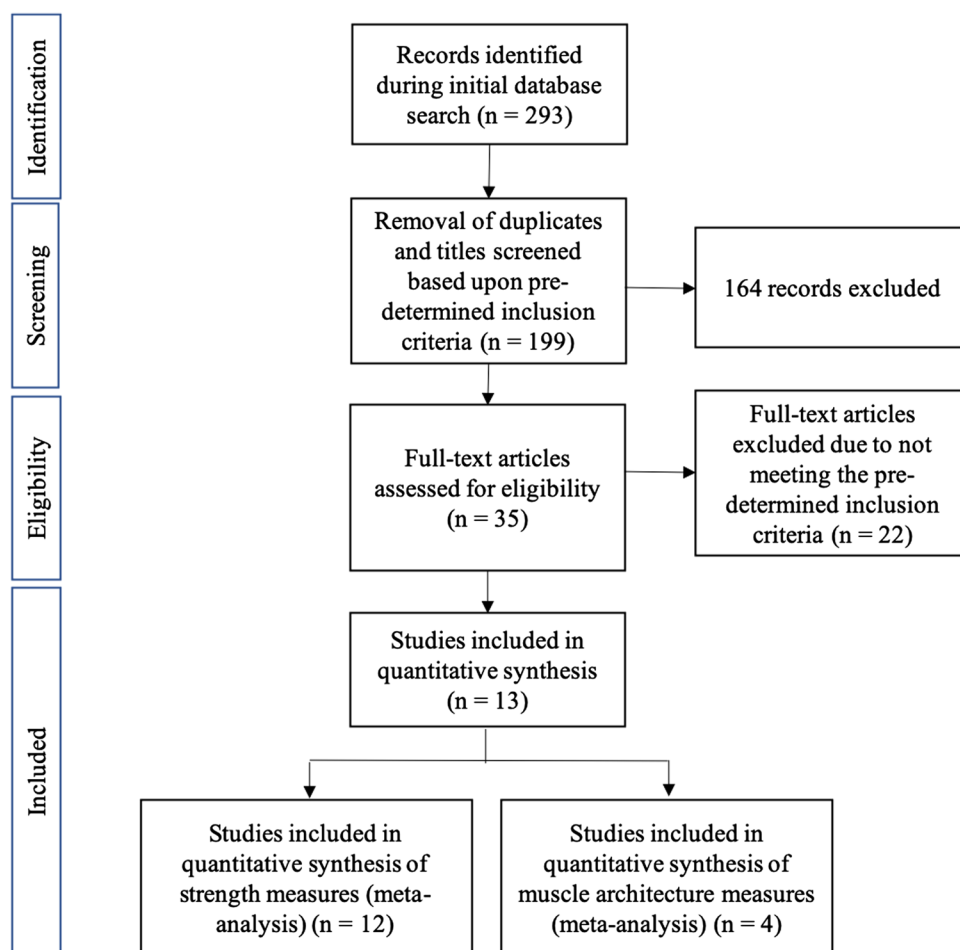 Identification
Records identified
during initial database
search (n = 293)
Screening
Removal of duplicates
and titles screened
based upon pre-
determined inclusion
criteria (n = 199)
164 records excluded
Eligibility
Full-text articles
assessed for eligibility
(n = 35)
Full-text articles
excluded due to not
meeting the pre-
determined inclusion
criteria (n = 22)
Included
Studies included in
quantitative synthesis
(n = 13)
Studies included in
quantitative synthesis of
strength measures (meta-
analysis) (n = 12)
Studies included in
quantitative synthesis of
muscle architecture measures
(meta-analysis) (n = 4)